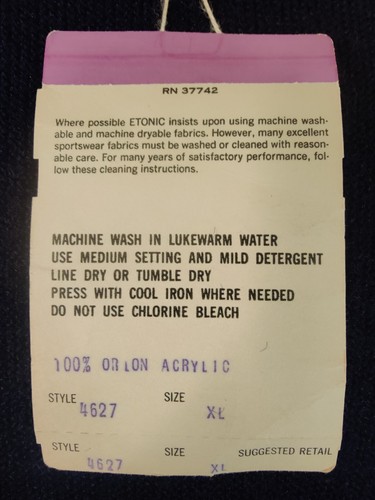 RN 37742
Where possible ETONIC insists upon using machine wash-
able and machine dryable fabrics. However, many excellent
sportswear fabrics must be washed or cleaned with reason-
able care. For many years of satisfactory performance, fol-
low these cleaning instructions.
MACHINE WASH IN LUKEWARM WATER
USE MEDIUM SETTING AND MILD DETERGENT
LINE DRY OR TUMBLE DRY
PRESS WITH COOL IRON WHERE NEEDED
DO NOT USE CHLORINE BLEACH
100% ORLON ACRYLIC
STYLE 4627 SIZE XL
STYLE 4627 SIZE XL SUGGESTED RETAIL